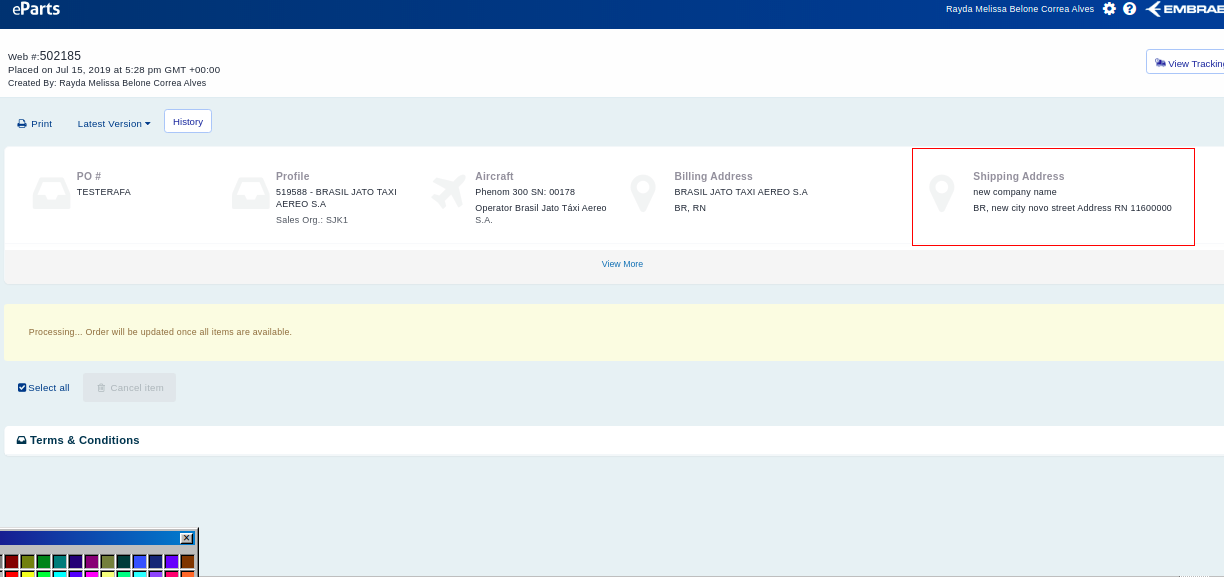 eParts
Rayda Melissa Belone Correa Alves
Web #:502185
Placed on Jul 15, 2019 at 5:28 pm GMT +00:00
Created By: Rayda Melissa Belone Correa Alves
View Tracking
Print
Latest Version
History
PO #
TESTERAFA
Profile
519588 - BRASIL JATO TAXI
AEREO S.A
Sales Org.: SJK1
Aircraft
Phenom 300 SN: 00178
Operator Brasil Jato Táxi Aereo
S.A.
Billing Address
BRASIL JATO TAXI AEREO S.A
BR, RN
Shipping Address
new company name
BR, new city novo street Address RN 11600000
View More
Processing... Order will be updated once all items are available.
Select all
Cancel item
Terms & Conditions